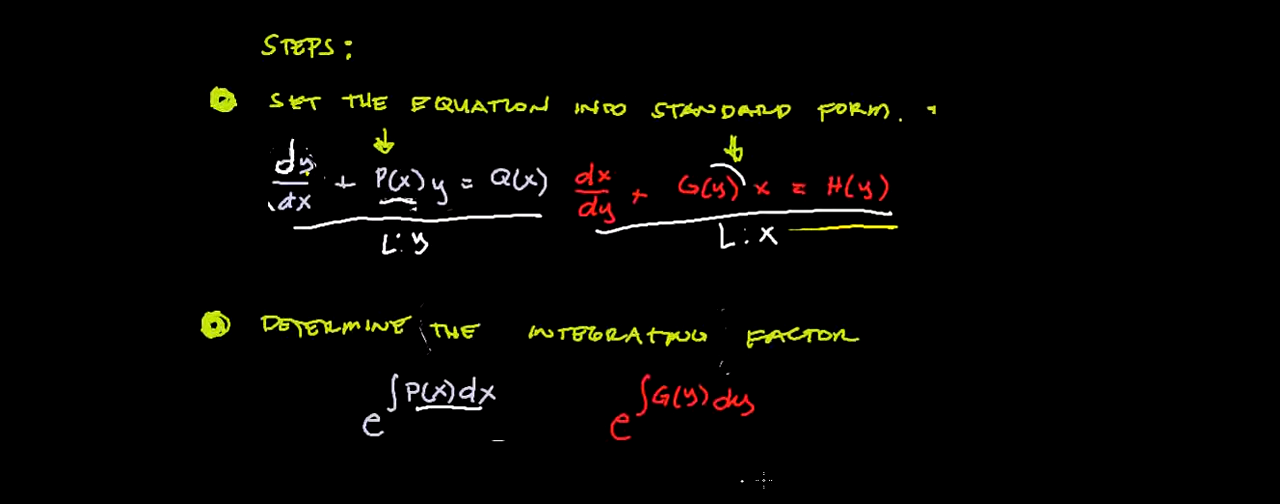 STEPS:
SET THE EQUATION INTO STANDARD FORM.
dy/dx + P(x)y = Q(x) dx/dy + G(y)x = H(y)
L:y L:x
DETERMINE THE INTEGRATING FACTOR
e^∫P(x)dx e^∫G(y)dy